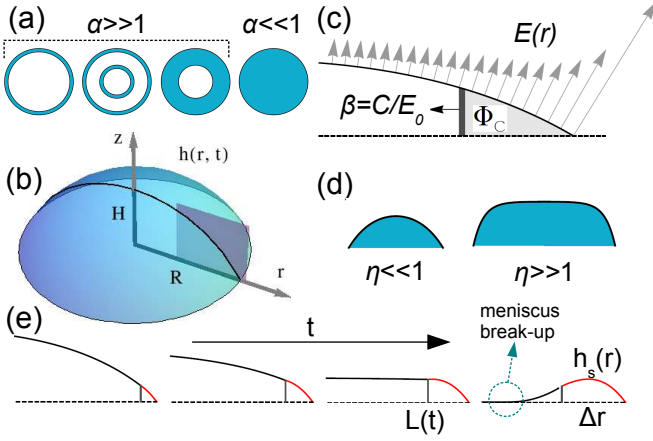 (a)
α>>1
α<<1
(c)
E(r)
β=C/E₀
Φ_C
(b)
z
h(r, t)
H
R
r
(d)
η<<1
η>>1
(e)
t
meniscus
break-up
L(t)
h_s(r)
Δr